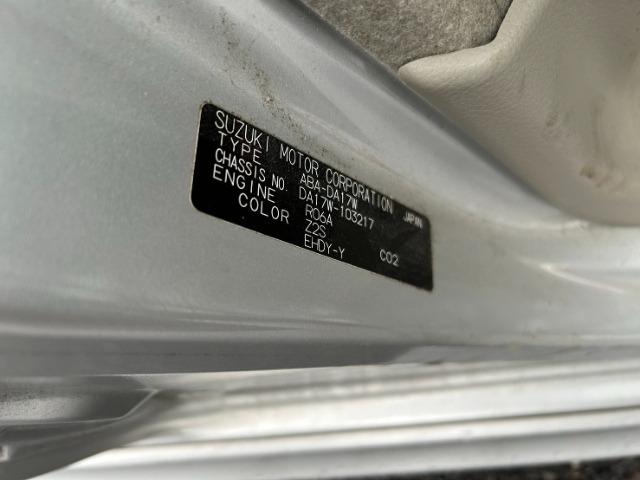 SUZUKI MOTOR CORPORATION JAPAN
TYPE ABA-DA17W
CHASSIS NO. DA17W-103217
ENGINE R06A
COLOR Z2S
EHDY-Y C02